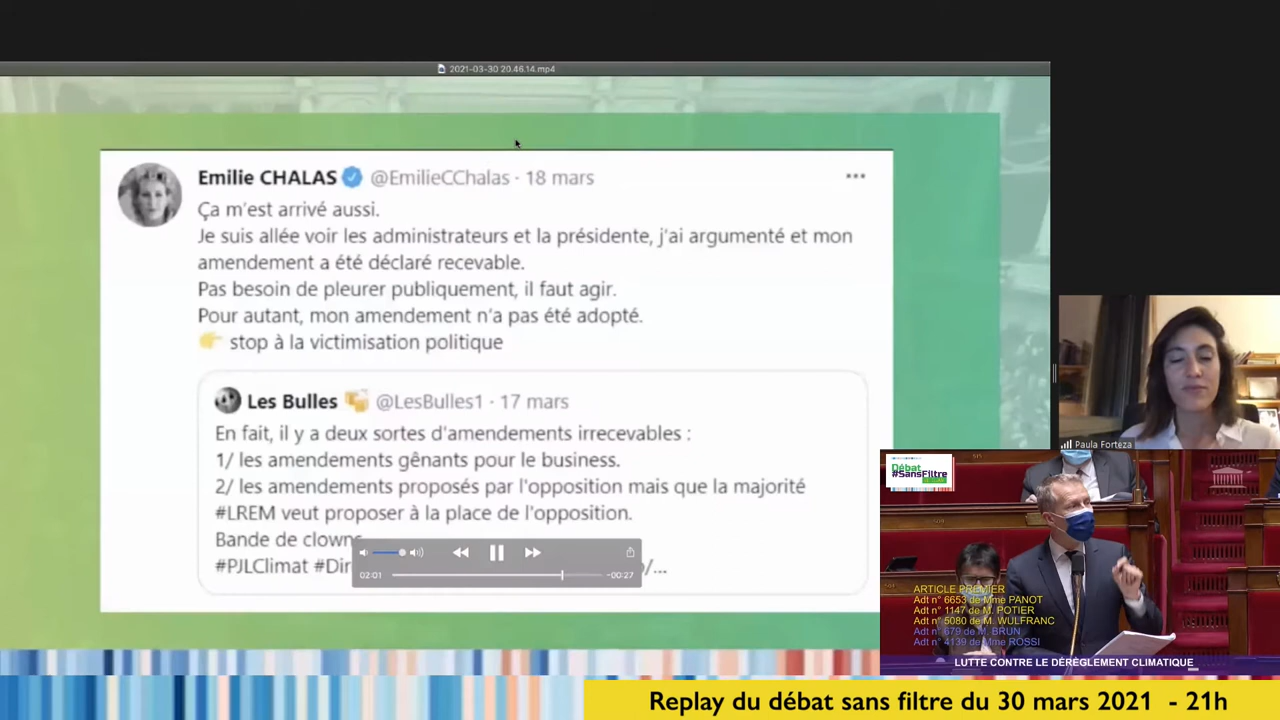 2021-03-30 20.46.14.mp4
Emilie CHALAS @EmilieCChalas · 18 mars
Ça m'est arrivé aussi.
Je suis allée voir les administrateurs et la présidente, j'ai argumenté et mon
amendement a été déclaré recevable.
Pas besoin de pleurer publiquement, il faut agir.
Pour autant, mon amendement n'a pas été adopté.
👉 stop à la victimisation politique
Les Bulles @LesBulles1 · 17 mars
En fait, il y a deux sortes d'amendements irrecevables :
1/ les amendements gênants pour le business.
2/ les amendements proposés par l'opposition mais que la majorité
#LREM veut proposer à la place de l'opposition.
Bande de clowns
#PJLClimat #Dir
/...
02:01
-00:27
Paula Forteza
Débat
#SansFiltre
ARTICLE PREMIER
Adt n° 6653 de Mme PANOT
Adt n° 1147 de M. POTIER
Adt n° 5080 de M. WULFRANC
Adt n° 679 de M. BRUN
Adt n° 4139 de Mme ROSSI
LUTTE CONTRE LE DÉRÈGLEMENT CLIMATIQUE
Replay du débat sans filtre du 30 mars 2021 - 21h